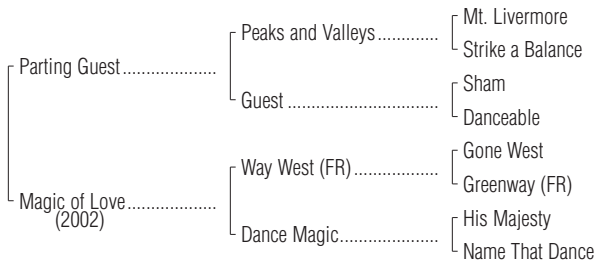 Mt. Livermore
Peaks and Valleys.............
Strike a Balance
Parting Guest....................
Sham
Guest ................................
Danceable
Gone West
Way West (FR) ..................
Greenway (FR)
Magic of Love...................
(2002)
His Majesty
Dance Magic.....................
Name That Dance